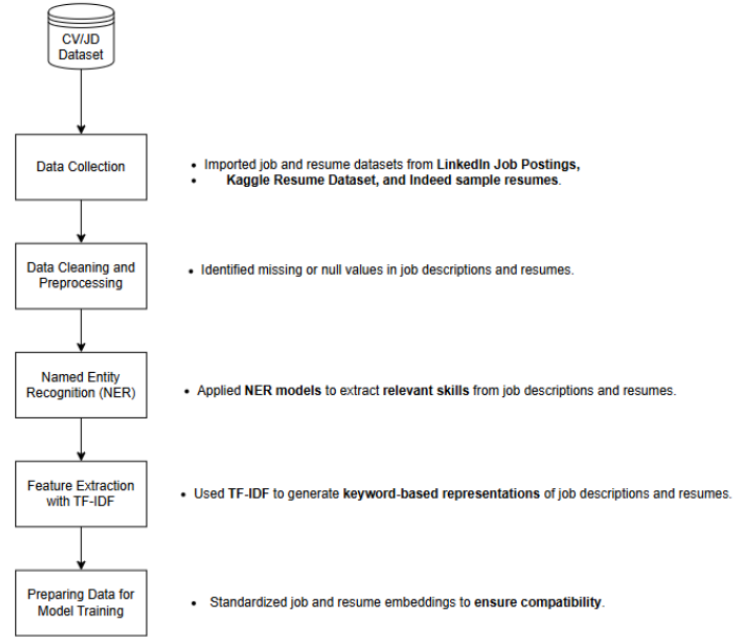 CV/JD
Dataset
Data Collection
• Imported job and resume datasets from LinkedIn Job Postings,
• Kaggle Resume Dataset, and Indeed sample resumes.
Data Cleaning and
Preprocessing
• Identified missing or null values in job descriptions and resumes.
Named Entity
Recognition (NER)
• Applied NER models to extract relevant skills from job descriptions and resumes.
Feature Extraction
with TF-IDF
• Used TF-IDF to generate keyword-based representations of job descriptions and resumes.
Preparing Data for
Model Training
• Standardized job and resume embeddings to ensure compatibility.